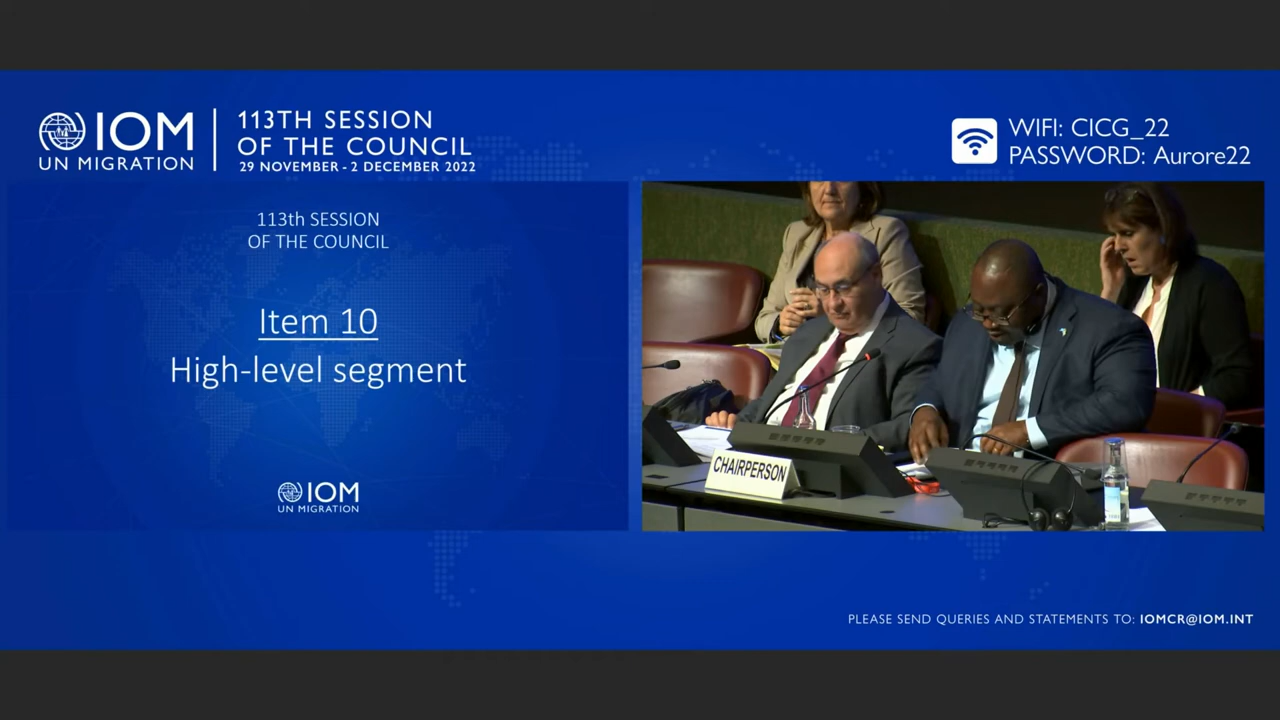 IOM
UN MIGRATION
113TH SESSION
OF THE COUNCIL
29 NOVEMBER - 2 DECEMBER 2022
WIFI: CICG_22
PASSWORD: Aurore22
113th SESSION
OF THE COUNCIL
Item 10
High-level segment
IOM
UN MIGRATION
CHAIRPERSON
PLEASE SEND QUERIES AND STATEMENTS TO: IOMCR@IOM.INT